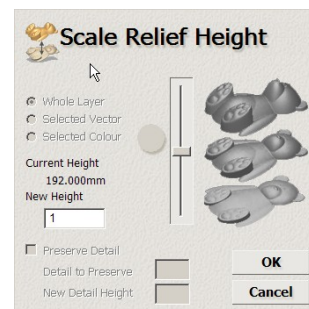 Scale Relief Height
Whole Layer
Selected Vector
Selected Colour
Current Height
192.000mm
New Height
1
Preserve Detail
Detail to Preserve
New Detail Height
OK
Cancel